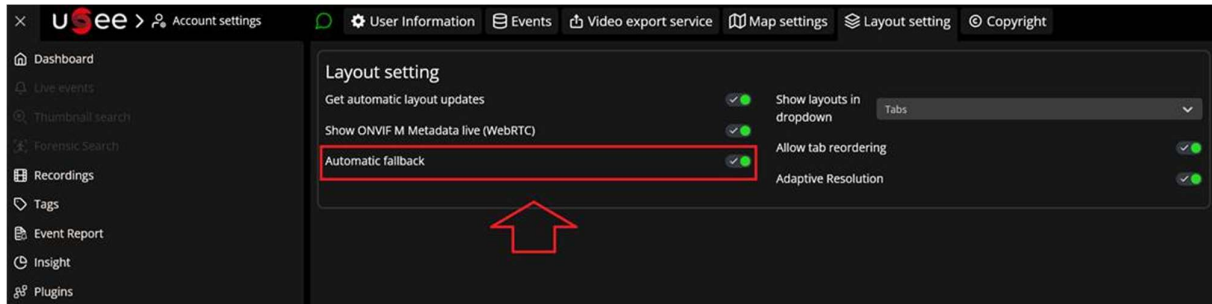 usee > Account settings
User Information
Events
Video export service
Map settings
Layout setting
© Copyright
Dashboard
Live events
Thumbnail search
Forensic Search
Recordings
Tags
Event Report
Insight
Plugins
Layout setting
Get automatic layout updates
Show ONVIF M Metadata live (WebRTC)
Automatic fallback
Show layouts in
dropdown
Tabs
Allow tab reordering
Adaptive Resolution